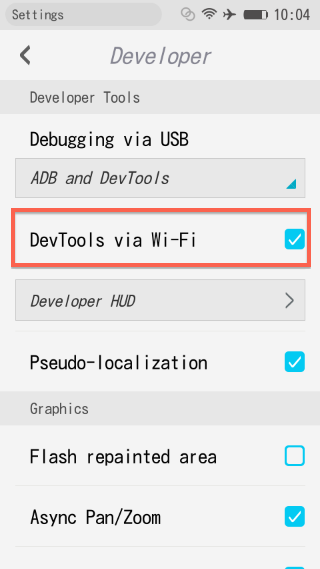 Settings 10:04
Developer
Developer Tools
Debugging via USB
ADB and DevTools
DevTools via Wi-Fi
Developer HUD
Pseudo-localization
Graphics
Flash repainted area
Async Pan/Zoom